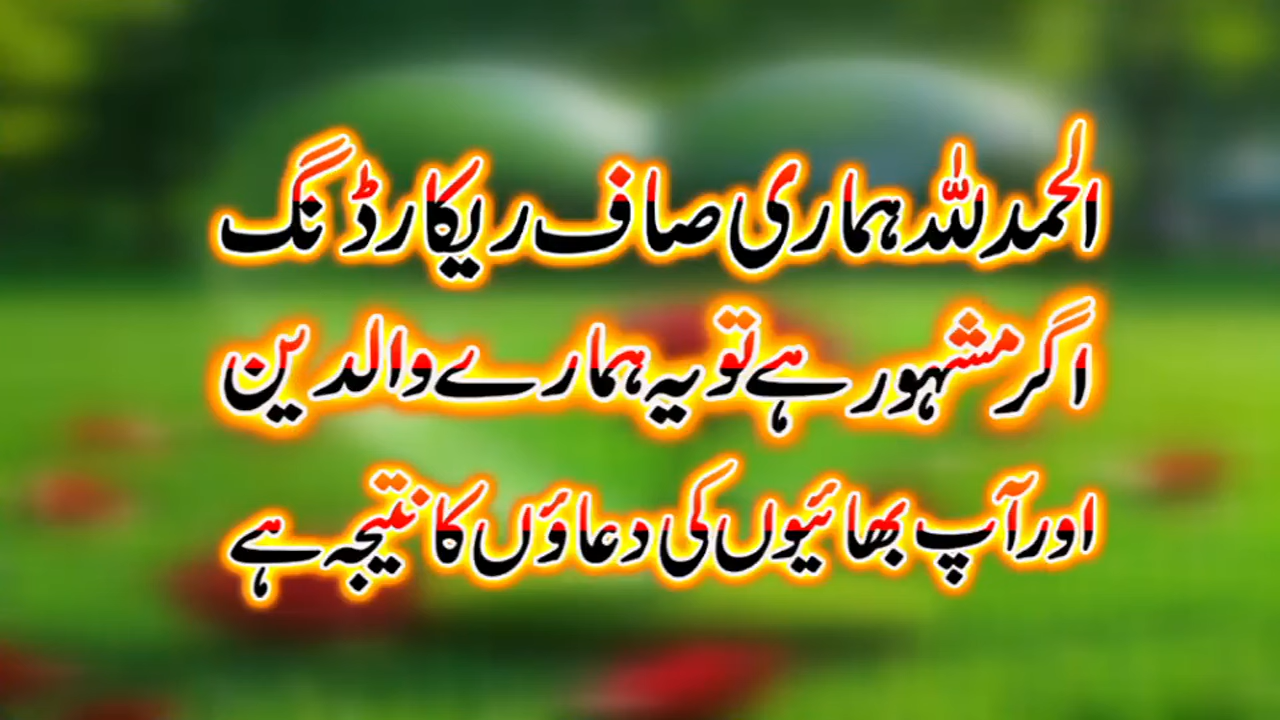 الحمدللہ ہماری صاف ریکارڈنگ
اگر مشہور ہے تو یہ ہمارے والدین
اور آپ بھائیوں کی دعاؤں کا نتیجہ ہے